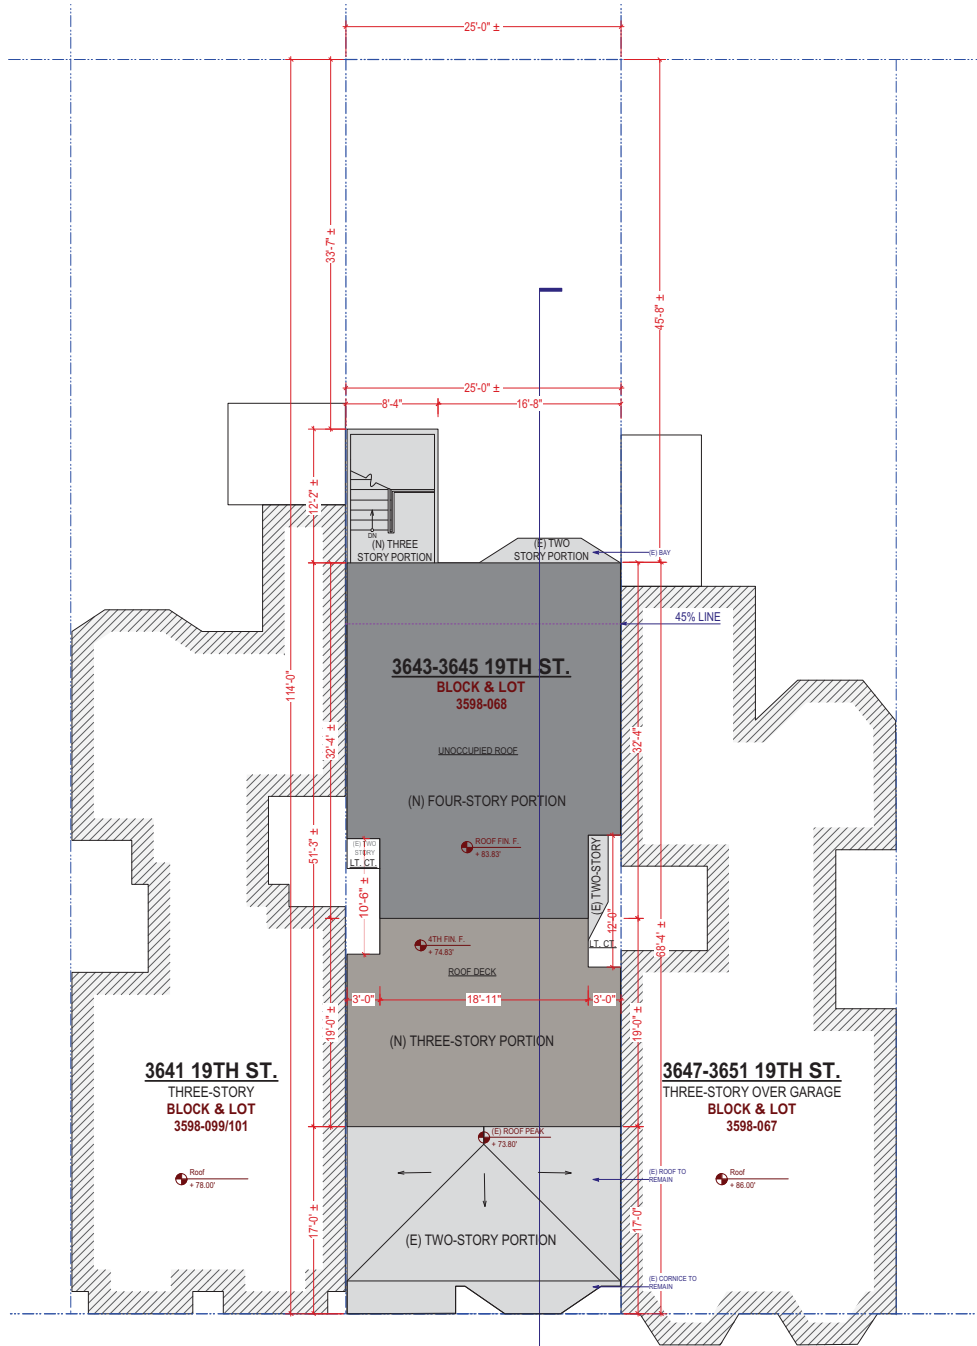 25'-0" ±
33'-7" ±
45'-8" ±
25'-0" ±
8'-4"
16'-8"
12'-2" ±
DN
(N) THREE
STORY PORTION
(E) TWO
STORY PORTION
(E) BAY
45% LINE
3643-3645 19TH ST.
BLOCK & LOT
3598-068
114'-0"
32'-4" ±
32'-4"
UNOCCUPIED ROOF
(N) FOUR-STORY PORTION
51'-3" ±
(E) TWO
STORY
LT. CT.
ROOF FIN. F.
+ 83.83'
(E) TWO-STORY
10'-6" ±
12'-0"
LT. CT.
68'-4" ±
4TH FIN. F.
+ 74.83'
ROOF DECK
3'-0"
18'-11"
3'-0"
19'-0" ±
19'-0" ±
(N) THREE-STORY PORTION
3641 19TH ST.
THREE-STORY
BLOCK & LOT
3598-099/101
3647-3651 19TH ST.
THREE-STORY OVER GARAGE
BLOCK & LOT
3598-067
(E) ROOF PEAK
+ 73.80'
Roof
+ 78.00'
(E) ROOF TO
REMAIN
Roof
+ 86.00'
17'-0" ±
17'-0"
(E) TWO-STORY PORTION
(E) CORNICE TO
REMAIN